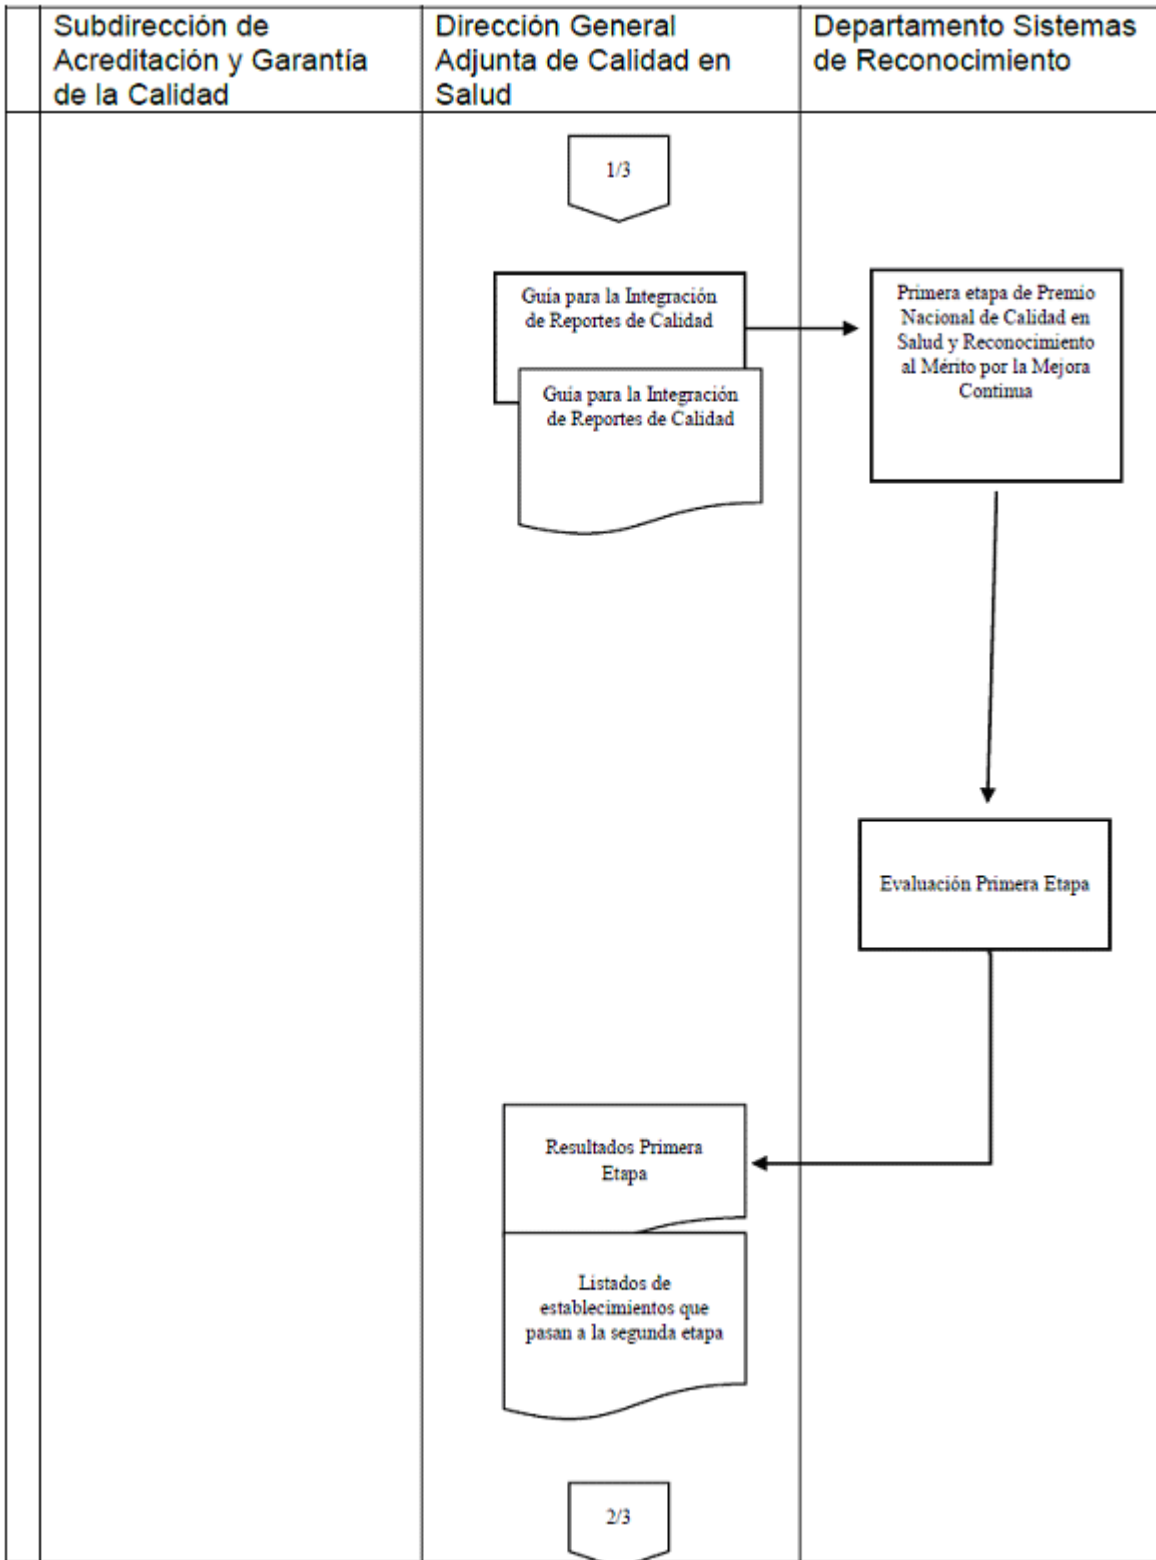 Subdirección de
Acreditación y Garantía
de la Calidad
Dirección General
Adjunta de Calidad en
Salud
Departamento Sistemas
de Reconocimiento
1/3
Guía para la Integración
de Reportes de Calidad
Guía para la Integración
de Reportes de Calidad
Primera etapa de Premio
Nacional de Calidad en
Salud y Reconocimiento
al Mérito por la Mejora
Continua
Evaluación Primera Etapa
Resultados Primera
Etapa
Listados de
establecimientos que
pasan a la segunda etapa
2/3